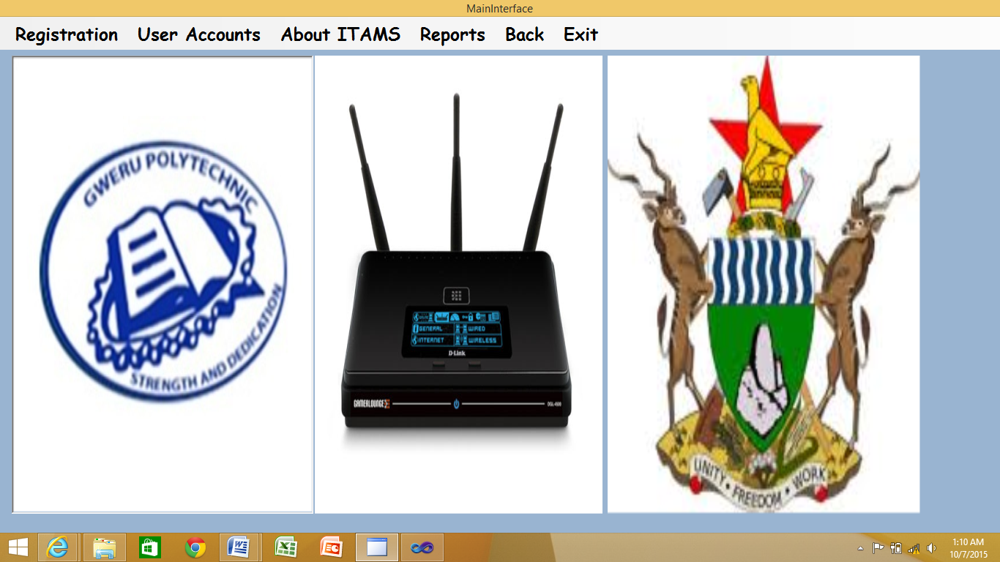 MainInterface
Registration User Accounts About ITAMS Reports Back Exit
GWERU POLYTECHNIC
STRENGTH AND DEDICATION
GENERAL WIRED
INTERNET WIRELESS
D-Link
GAMERLOUNGE DGL-4500
UNITY • FREEDOM • WORK
1:10 AM
10/7/2015